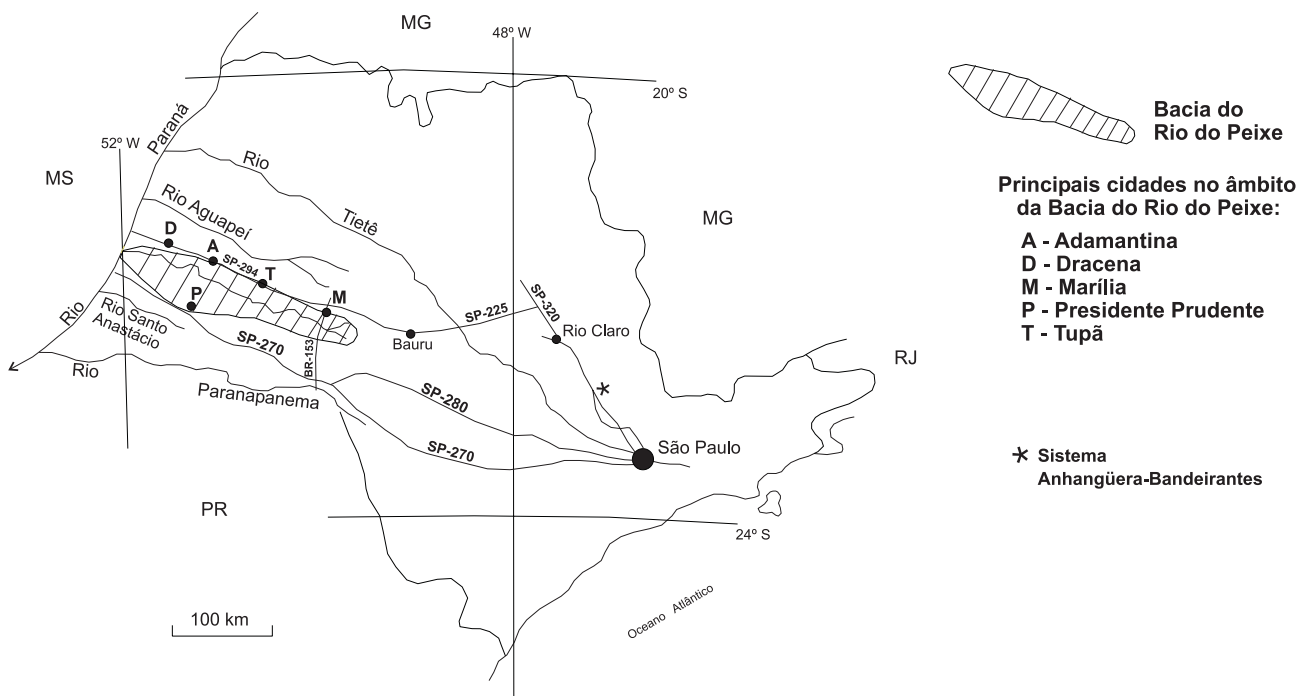 MG
48º W
20º S
Paraná
52º W
MS
Rio
Tietê
MG
Rio Aguapeí
D
A
SP-294
T
M
P
SP-225
SP-320
Rio Claro
Bauru
Rio
Rio Santo
Anastácio
SP-270
BR-153
RJ
Rio
Paranapanema
SP-280
SP-270
São Paulo
PR
24º S
100 km
Oceano Atlântico
Bacia do
Rio do Peixe
Principais cidades no âmbito
da Bacia do Rio do Peixe:
A - Adamantina
D - Dracena
M - Marília
P - Presidente Prudente
T - Tupã
Sistema
Anhangüera-Bandeirantes